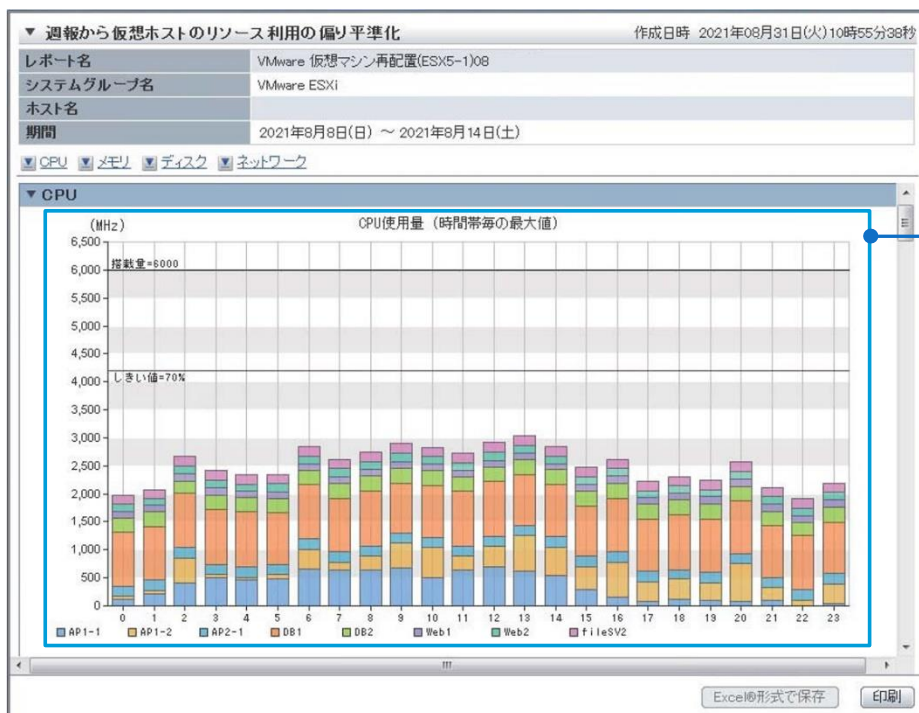 ▼ 週報から仮想ホストのリソース利用の偏り平準化 作成日時 2021年08月31日(火)10時55分38秒
レポート名 VMware 仮想マシン再配置(ESX5-1)08
システムグループ名 VMware ESXi
ホスト名
期間 2021年8月8日(日) ~ 2021年8月14日(土)
CPU メモリ ディスク ネットワーク
▼ CPU
(MHz) CPU使用量 (時間帯毎の最大値)
6,500
搭載量=6000
6,000
5,500
5,000
4,500
しきい値=70%
4,000
3,500
3,000
2,500
2,000
1,500
1,000
500
0
0 1 2 3 4 5 6 7 8 9 10 11 12 13 14 15 16 17 18 19 20 21 22 23
AP1-1 AP1-2 AP2-1 DB1 DB2 Web1 Web2 fileSV2
Excel®形式で保存 印刷